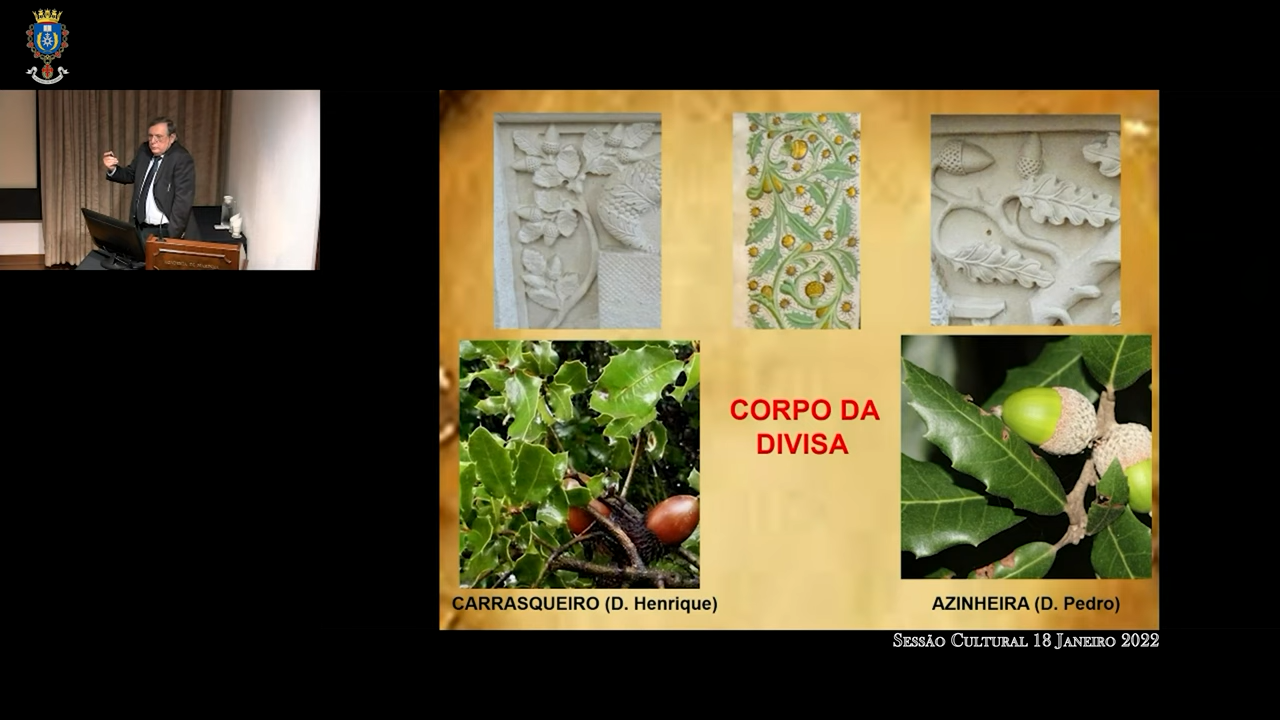 CORPO DA
DIVISA
CARRASQUEIRO (D. Henrique)
AZINHEIRA (D. Pedro)
Sessão Cultural 18 Janeiro 2022